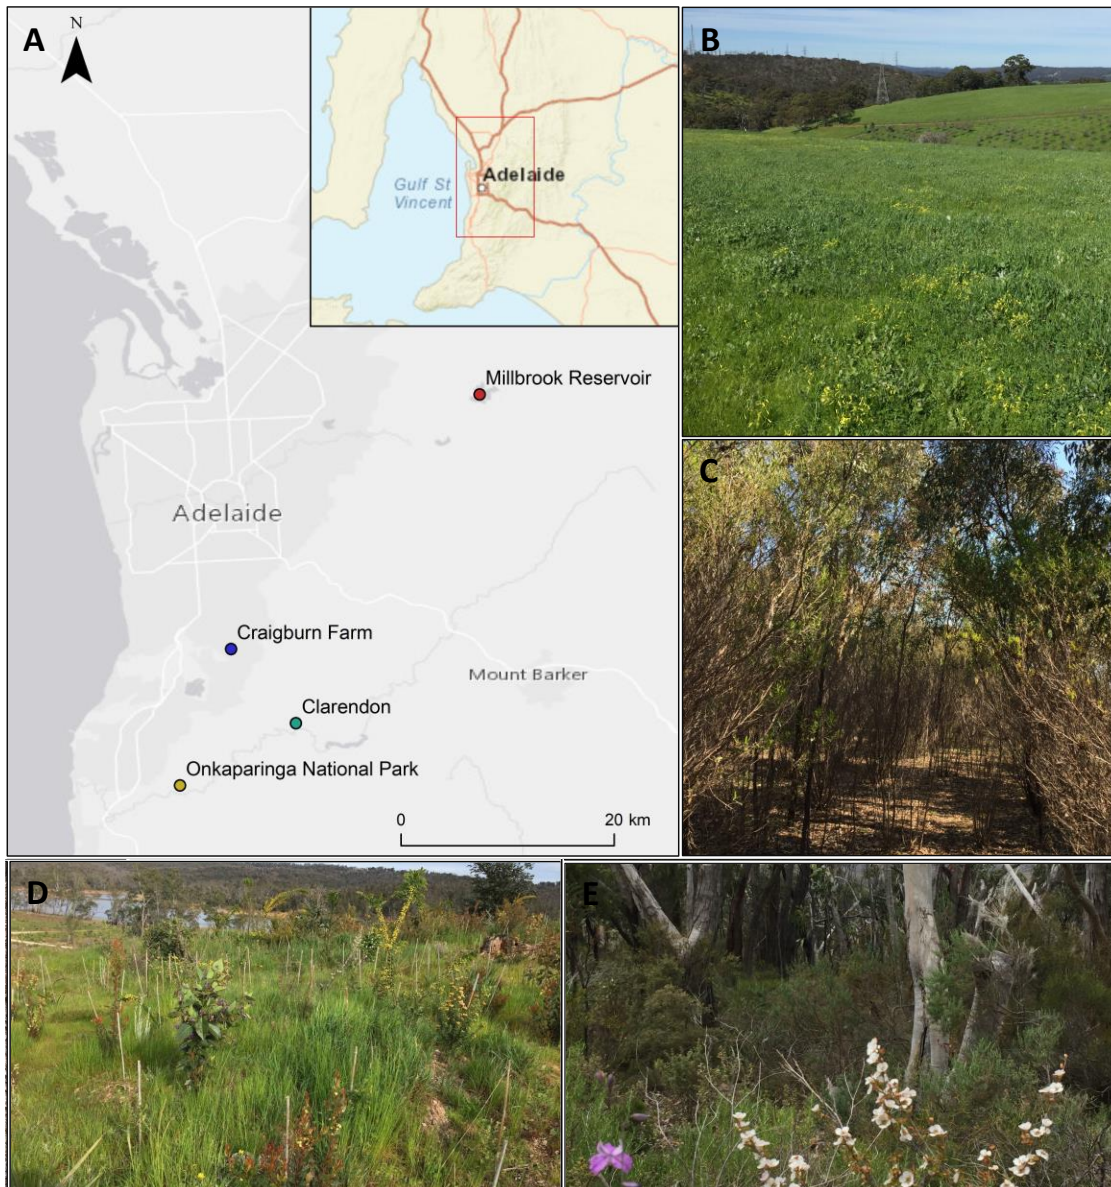 A
N
Adelaide
Gulf St
Vincent
Millbrook Reservoir
Adelaide
Craigburn Farm
Mount Barker
Clarendon
Onkaparinga National Park
0
20 km
B
C
D
E